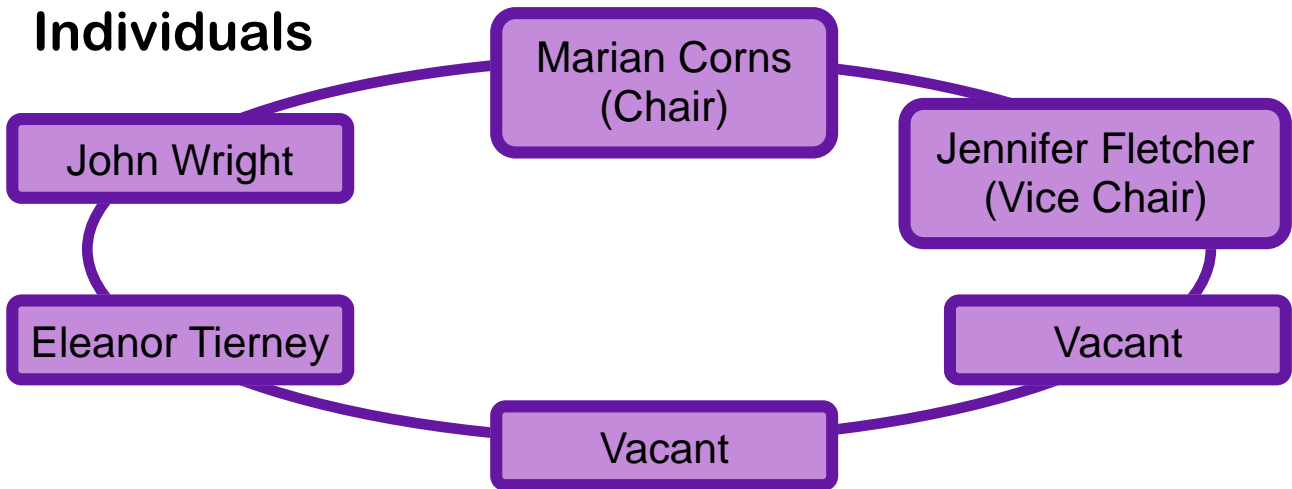 Individuals
Marian Corns
(Chair)
John Wright
Jennifer Fletcher
(Vice Chair)
Eleanor Tierney
Vacant
Vacant